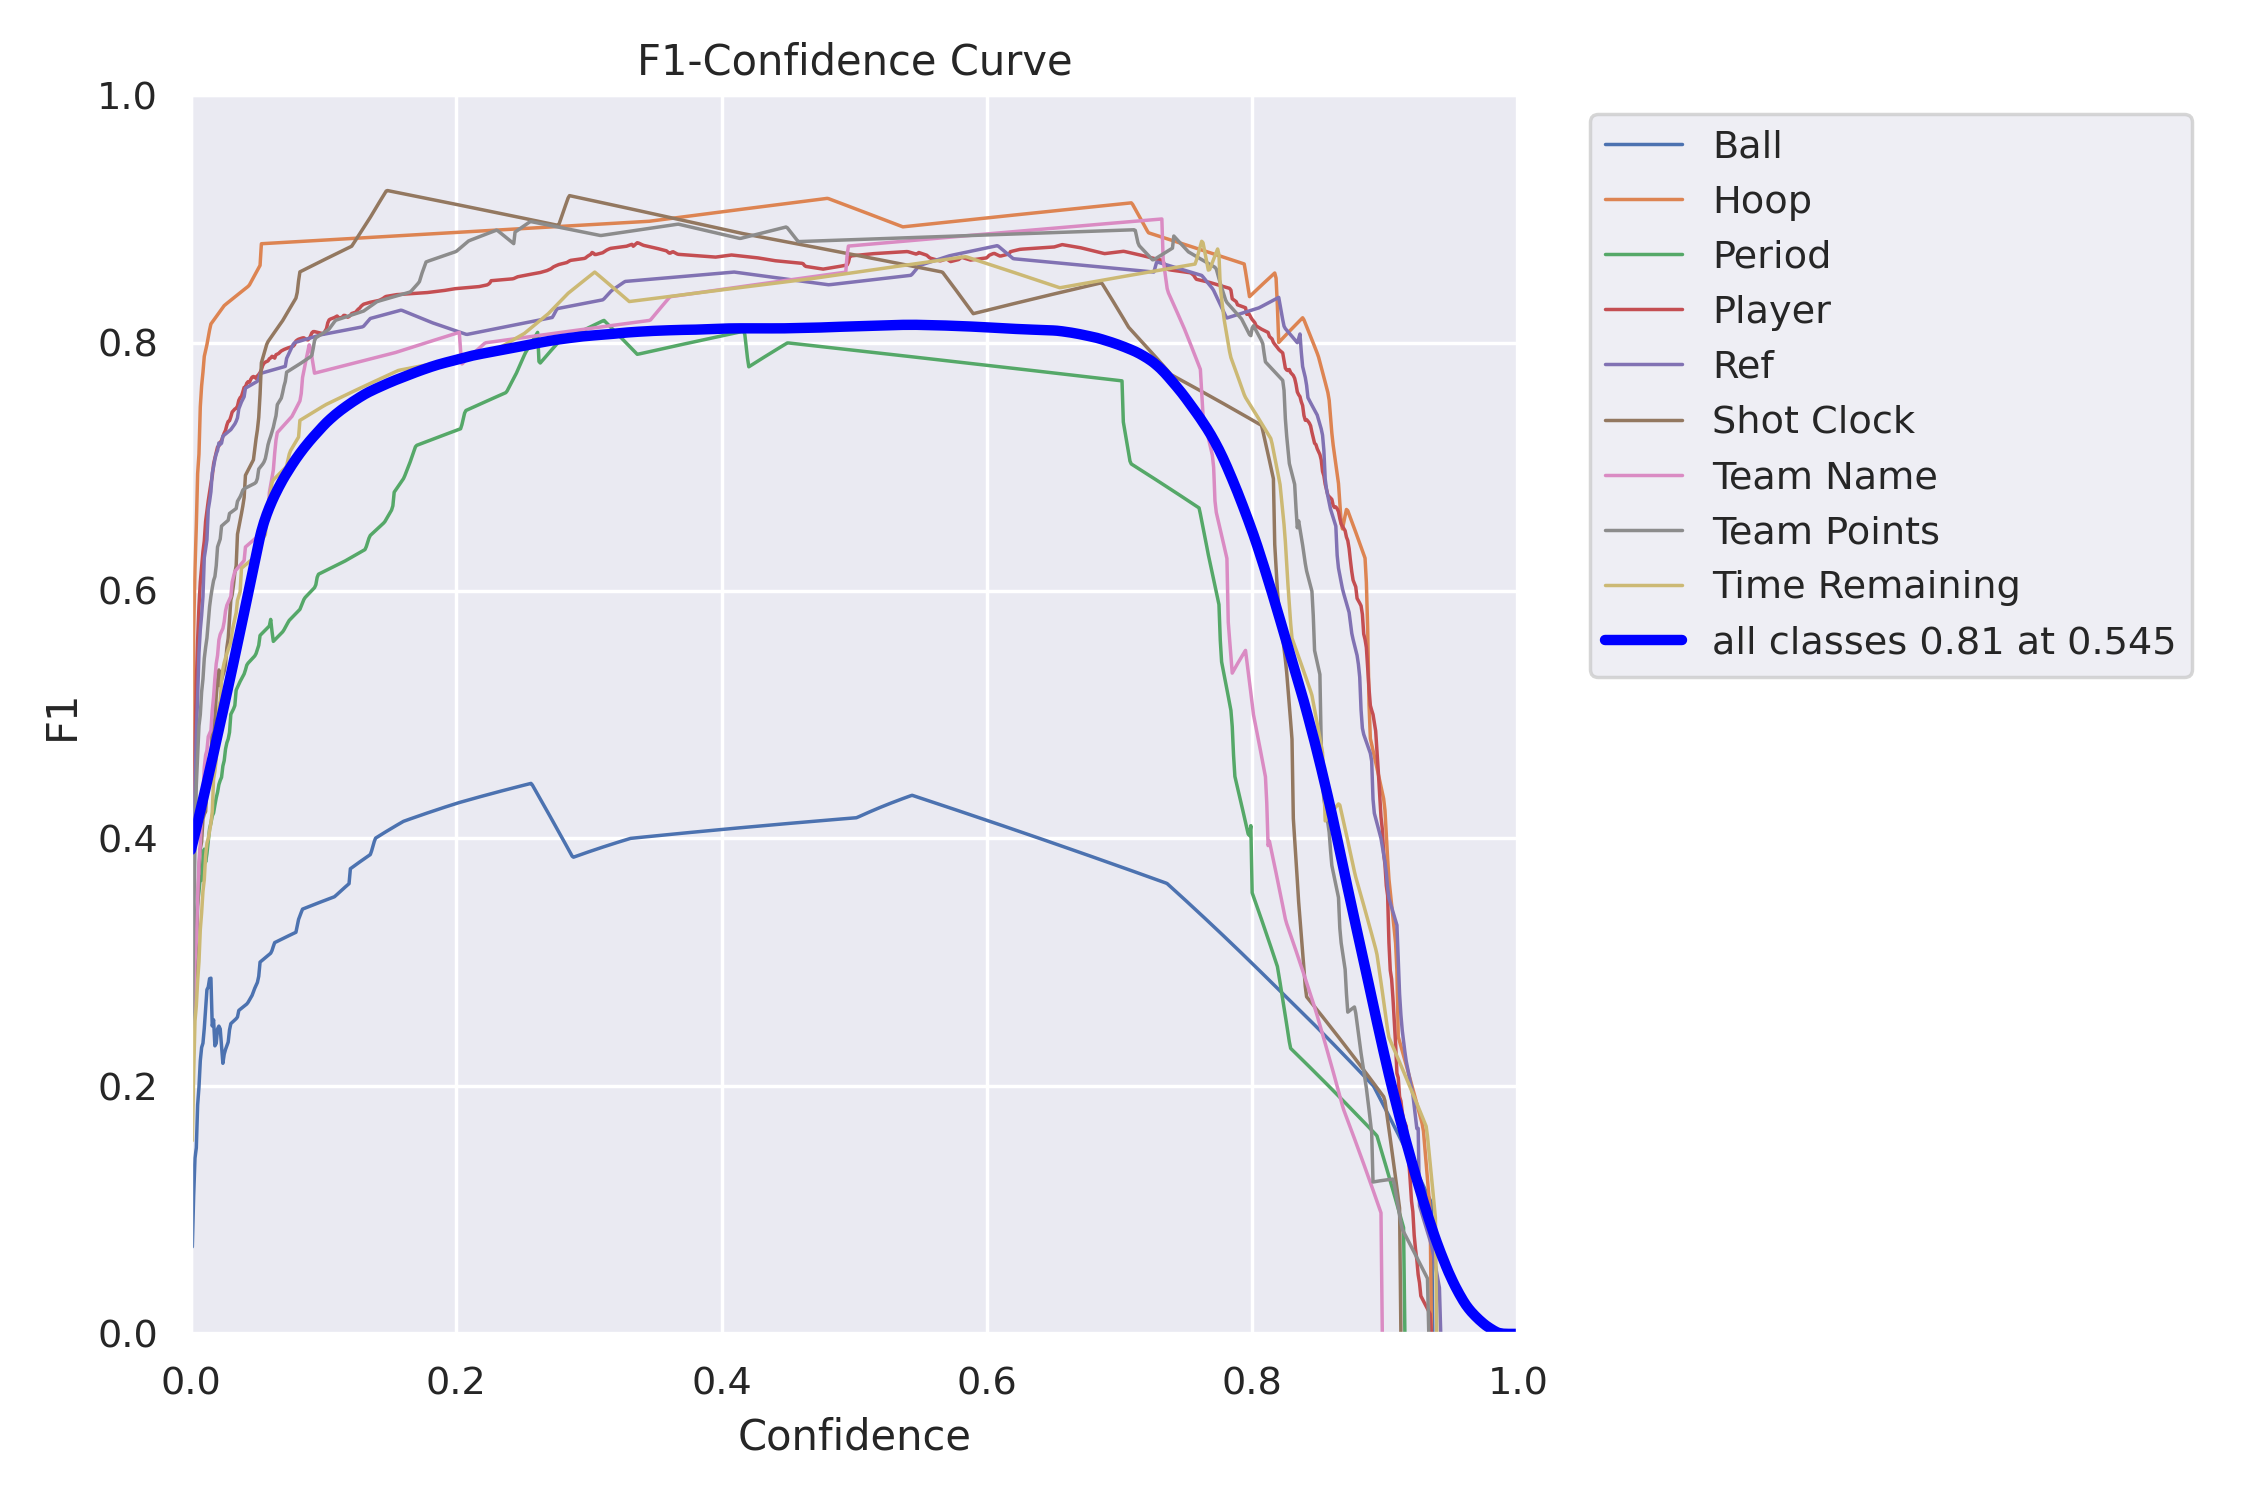 F1-Confidence Curve
1.0
0.8
0.6
0.4
0.2
0.0
F1
0.0 0.2 0.4 0.6 0.8 1.0
Confidence
Ball
Hoop
Period
Player
Ref
Shot Clock
Team Name
Team Points
Time Remaining
all classes 0.81 at 0.545